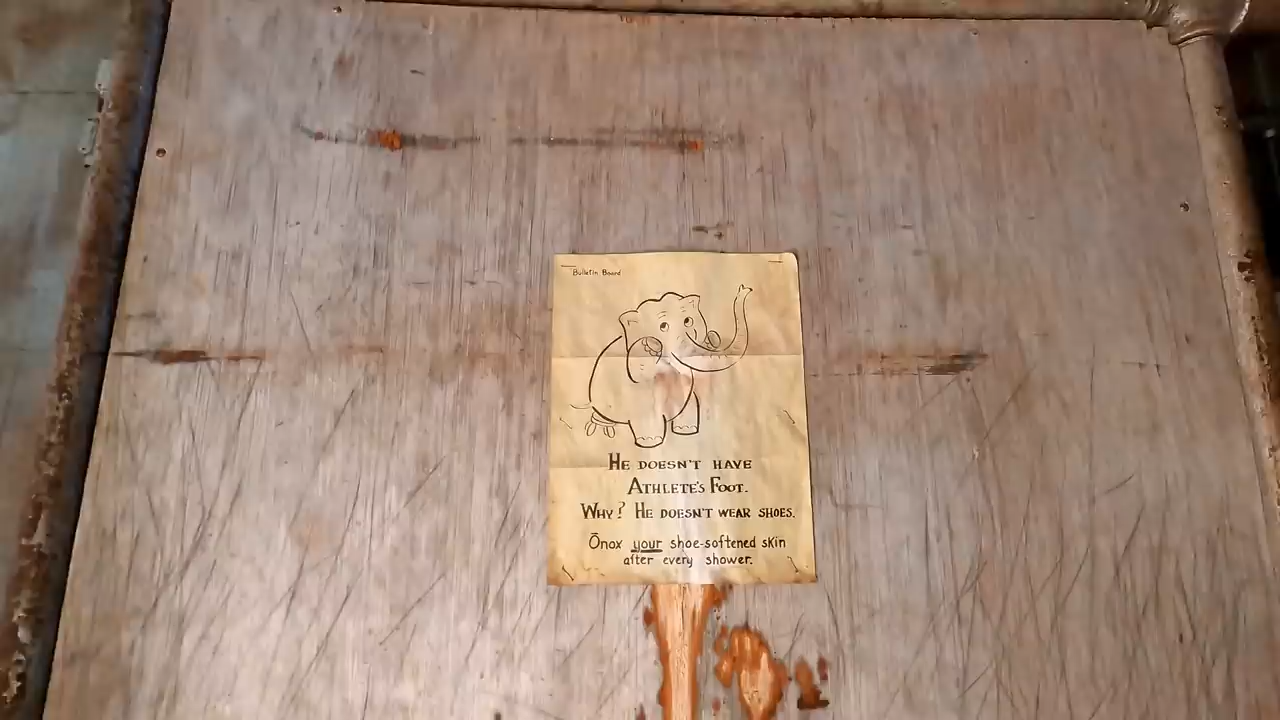 Bulletin Board
HE DOESN'T HAVE
ATHLETE'S FOOT.
WHY? HE DOESN'T WEAR SHOES.
Ōnox your shoe-softened skin
after every shower.